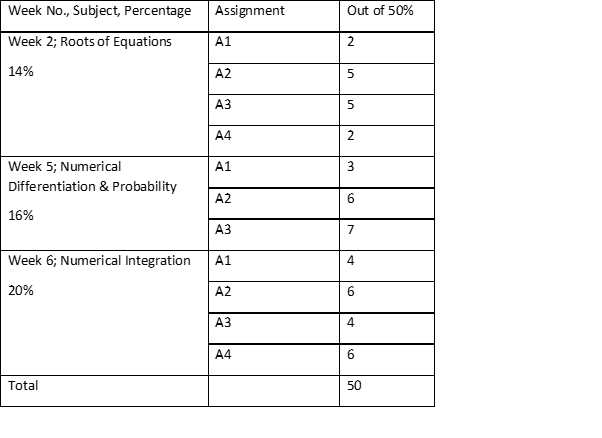 Week No., Subject, Percentage Assignment Out of 50%
Week 2; Roots of Equations A1 2
14%
A2 5
A3 5
A4 2
Week 5; Numerical A1 3
Differentiation & Probability
A2 6
16%
A3 7
Week 6; Numerical Integration A1 4
20%
A2 6
A3 4
A4 6
Total 50